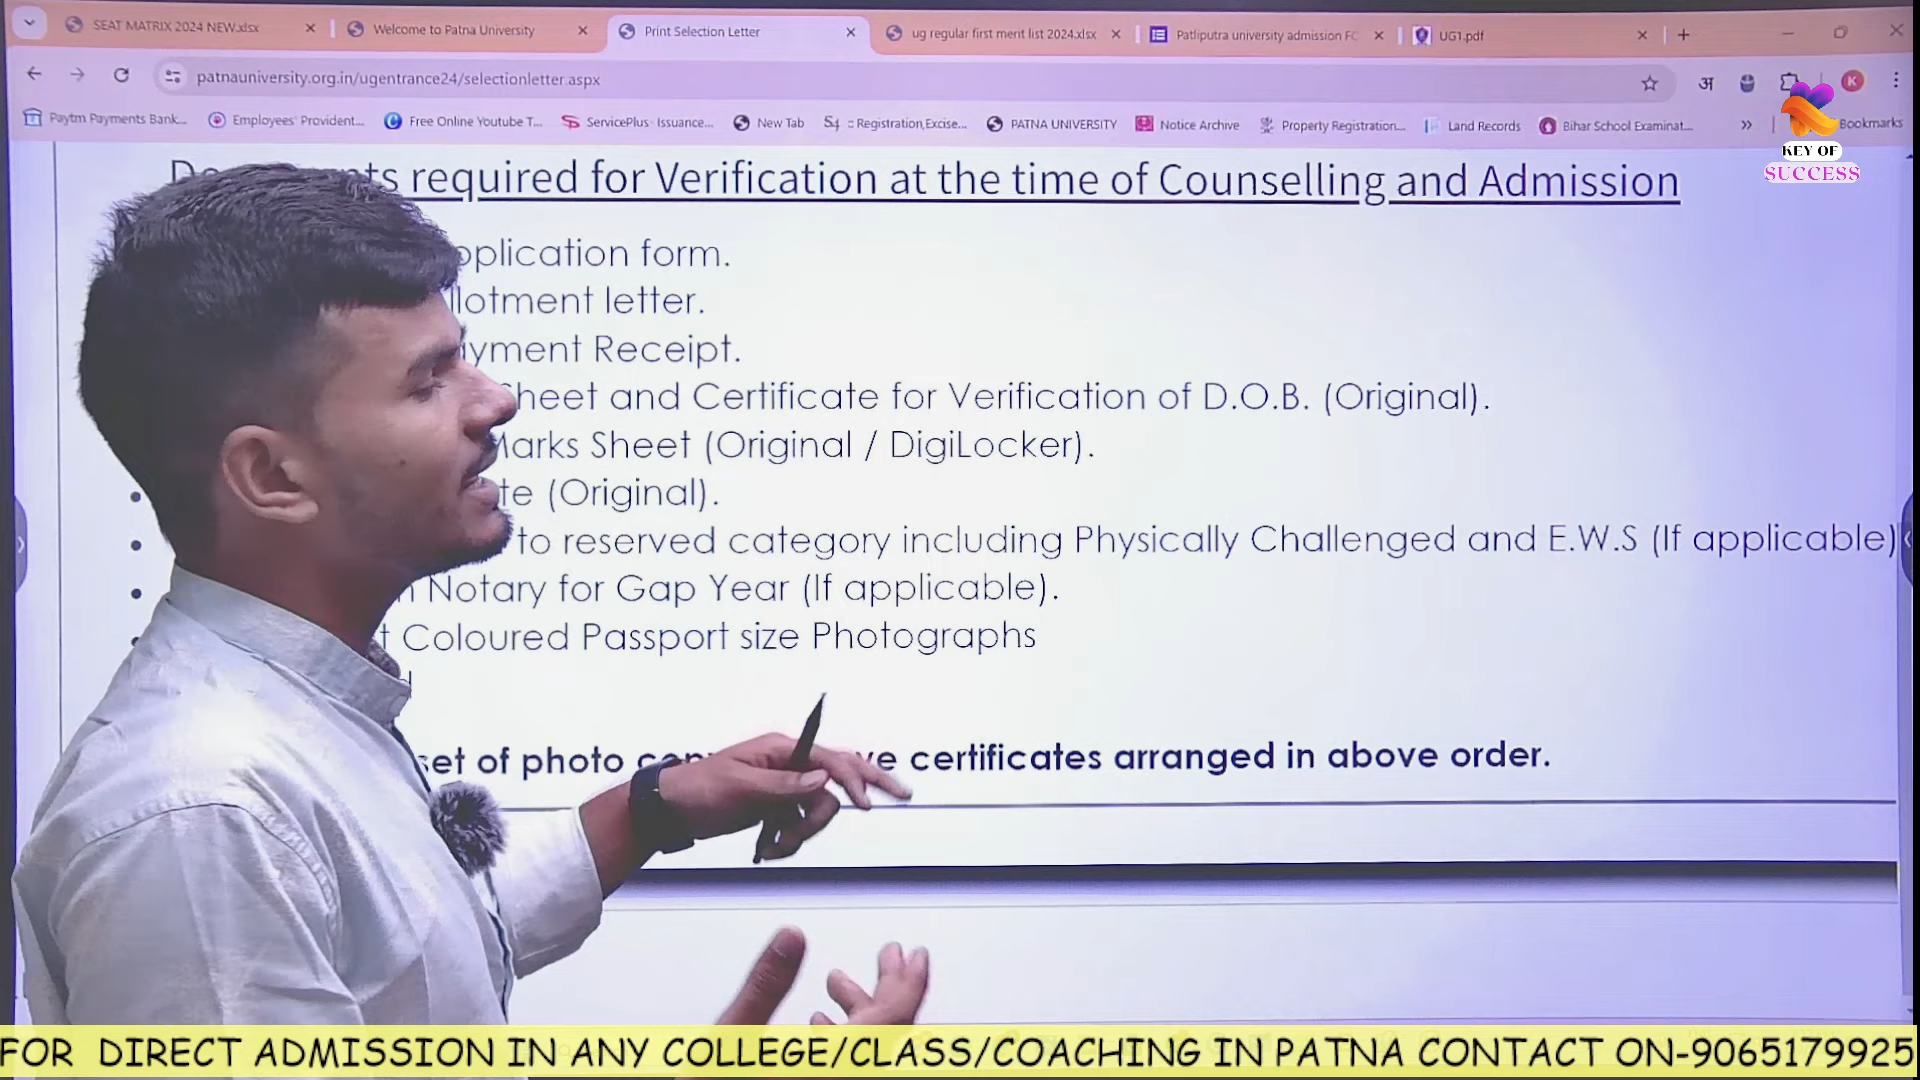 SEAT MATRIX 2024 NEW.xlsx Welcome to Patna University Print Selection Letter ug regular first merit list 2024.xlsx Patliputra university admission FO UG1.pdf
patnauniversity.org.in/ugentrance24/selectionletter.aspx अ K
Paytm Payments Bank... Employees' Provident... Free Online Youtube T... ServicePlus- Issuance... New Tab :: Registration,Excise... PATNA UNIVERSITY Notice Archive Property Registration... Land Records Bihar School Examinat... » Bookmarks
KEY OF
SUCCESS
required for Verification at the time of Counselling and Admission
pplication form.
llotment letter.
yment Receipt.
heet and Certificate for Verification of D.O.B. (Original).
Marks Sheet (Original / DigiLocker).
te (Original).
to reserved category including Physically Challenged and E.W.S (If applicable)
Notary for Gap Year (If applicable).
t Coloured Passport size Photographs
set of photo certificates arranged in above order.
FOR DIRECT ADMISSION IN ANY COLLEGE/CLASS/COACHING IN PATNA CONTACT ON-9065179925